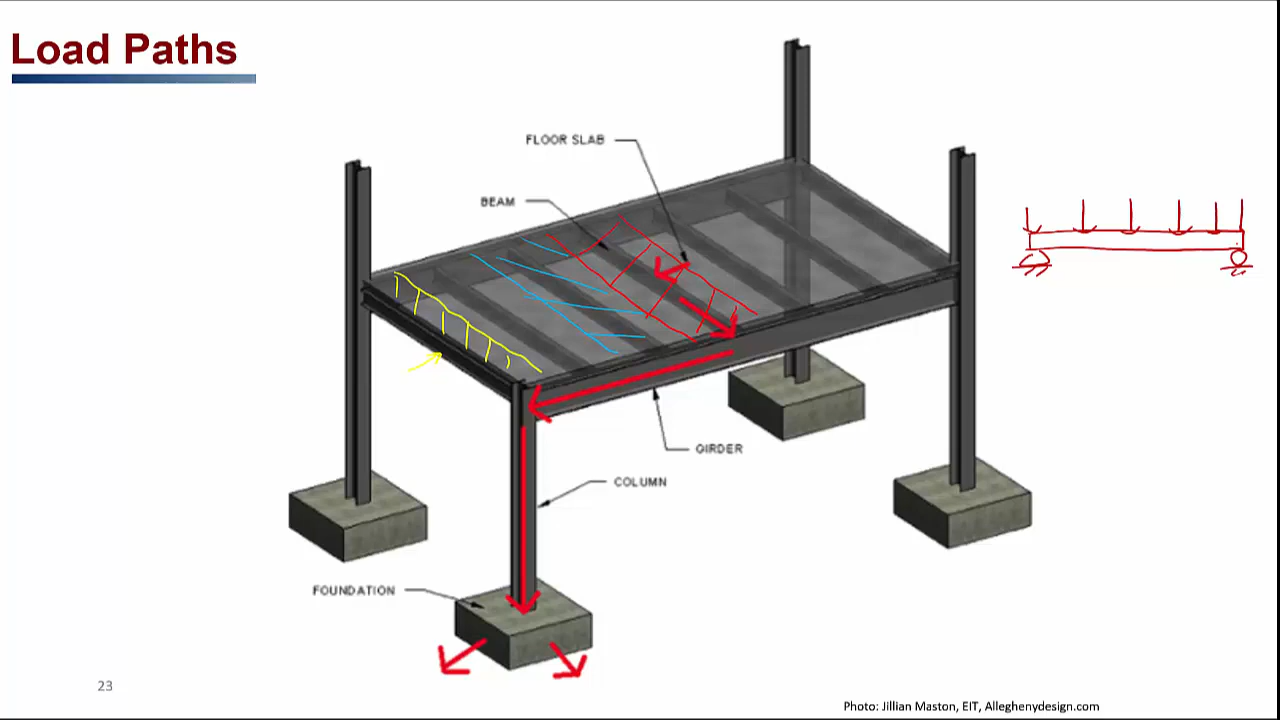 Load Paths
FLOOR SLAB
BEAM
GIRDER
COLUMN
FOUNDATION
23
Photo: Jillian Maston, EIT, Alleghenydesign.com